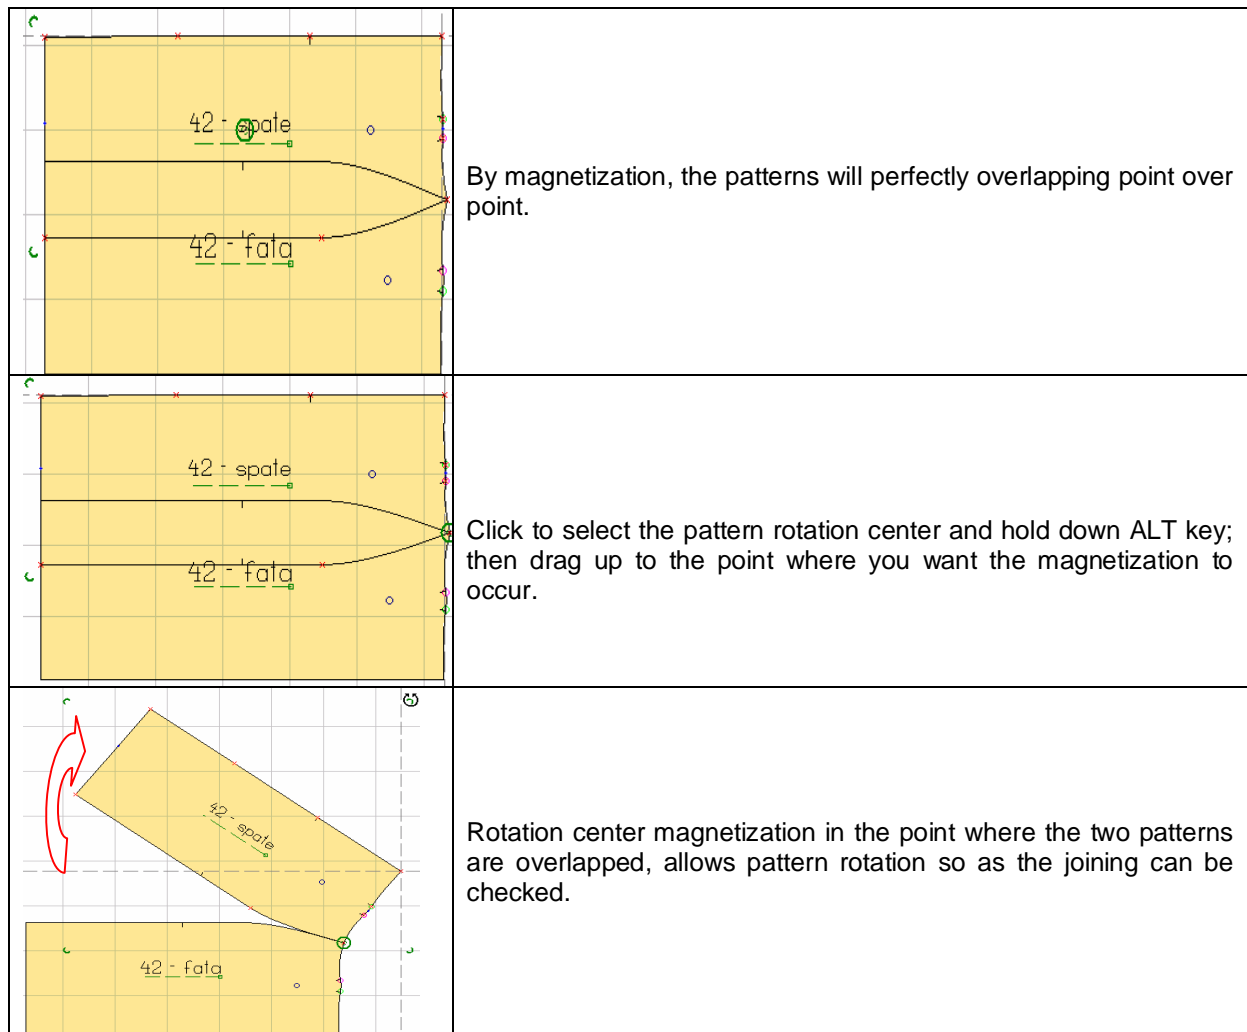 42 - spate
42 - fata
By magnetization, the patterns will perfectly overlapping point over
point.
42 - spate
42 - fata
Click to select the pattern rotation center and hold down ALT key;
then drag up to the point where you want the magnetization to
occur.
42 - spate
42 - fata
Rotation center magnetization in the point where the two patterns
are overlapped, allows pattern rotation so as the joining can be
checked.